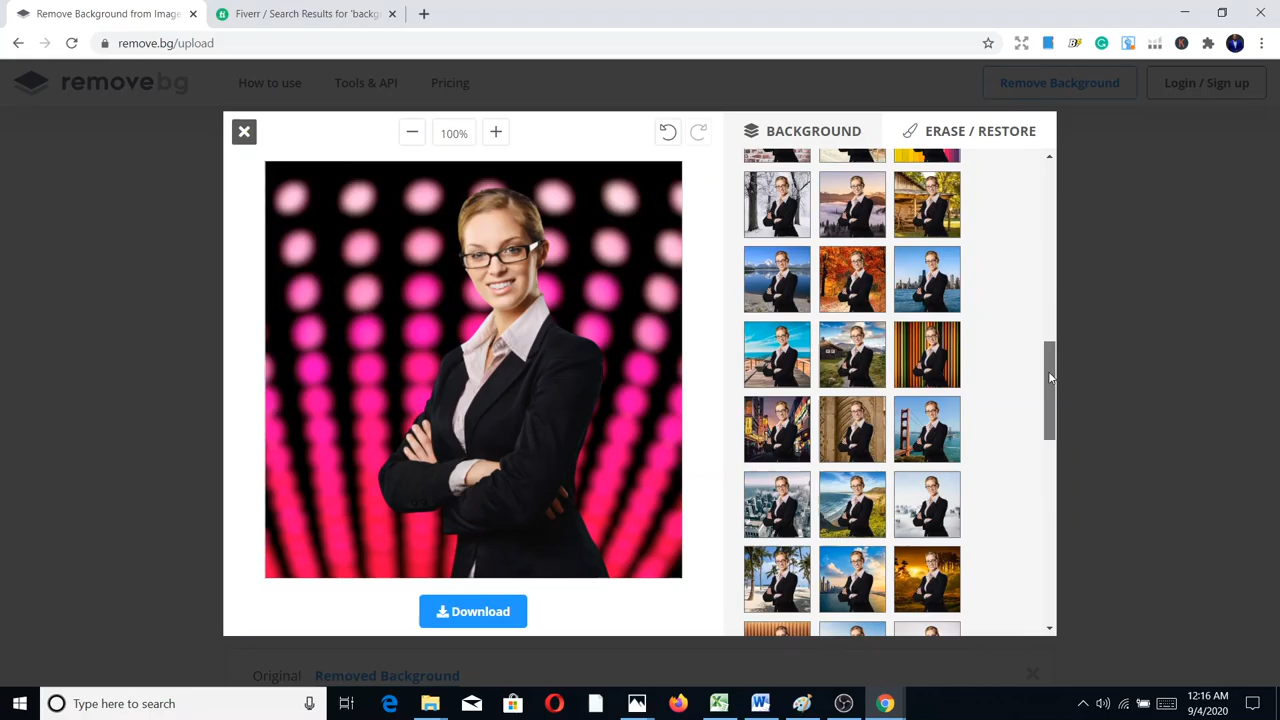 Remove Background from Image
Fiverr / Search Results for 'backg
remove.bg/upload
removebg
How to use
Tools & API
Pricing
Remove Background
Login / Sign up
100%
BACKGROUND
ERASE / RESTORE
Download
Original
Removed Background
Type here to search
12:16 AM
9/4/2020